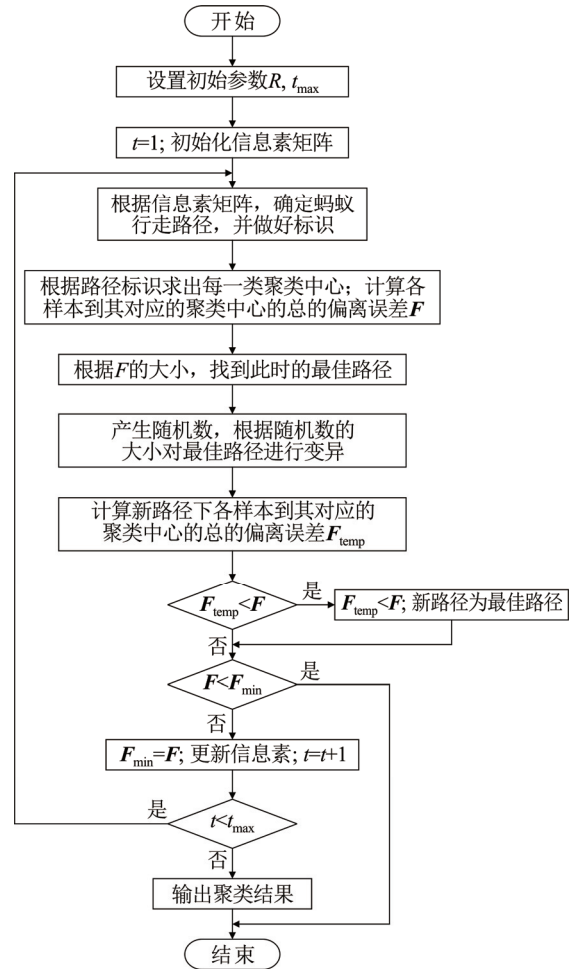 开始
设置初始参数R, tmax
t=1; 初始化信息素矩阵
根据信息素矩阵，确定蚂蚁
行走路径，并做好标识
根据路径标识求出每一类聚类中心；计算各
样本到其对应的聚类中心的总的偏离误差F
根据F的大小，找到此时的最佳路径
产生随机数，根据随机数的
大小对最佳路径进行变异
计算新路径下各样本到其对应的
聚类中心的总的偏离误差Ftemp
Ftemp<F
是
Ftemp<F; 新路径为最佳路径
否
F<Fmin
是
否
Fmin=F; 更新信息素; t=t+1
是
t<tmax
否
输出聚类结果
结束